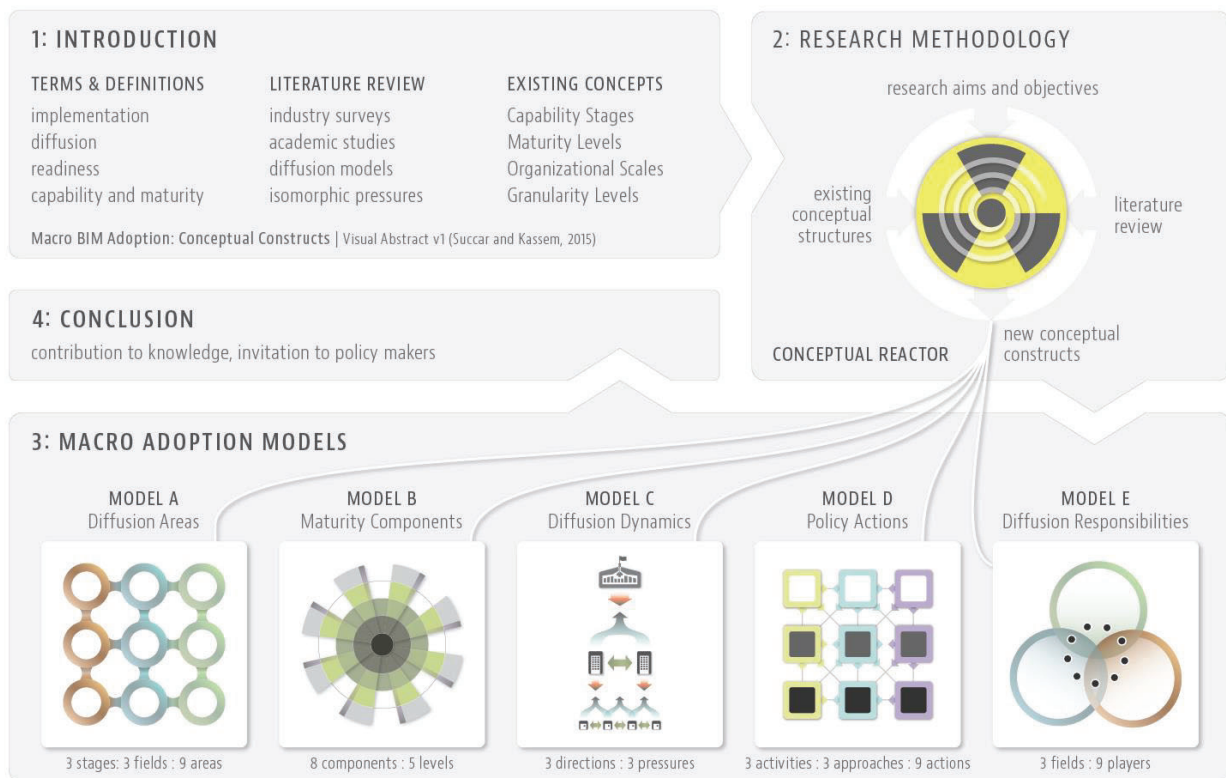 1: INTRODUCTION
TERMS & DEFINITIONS
implementation
diffusion
readiness
capability and maturity
LITERATURE REVIEW
industry surveys
academic studies
diffusion models
isomorphic pressures
EXISTING CONCEPTS
Capability Stages
Maturity Levels
Organizational Scales
Granularity Levels
Macro BIM Adoption: Conceptual Constructs | Visual Abstract v1 (Succar and Kassem, 2015)
2: RESEARCH METHODOLOGY
research aims and objectives
existing
conceptual
structures
literature
review
new conceptual
constructs
CONCEPTUAL REACTOR
4: CONCLUSION
contribution to knowledge, invitation to policy makers
3: MACRO ADOPTION MODELS
MODEL A
Diffusion Areas
3 stages: 3 fields : 9 areas
MODEL B
Maturity Components
8 components : 5 levels
MODEL C
Diffusion Dynamics
3 directions : 3 pressures
MODEL D
Policy Actions
3 activities : 3 approaches : 9 actions
MODEL E
Diffusion Responsibilities
3 fields : 9 players